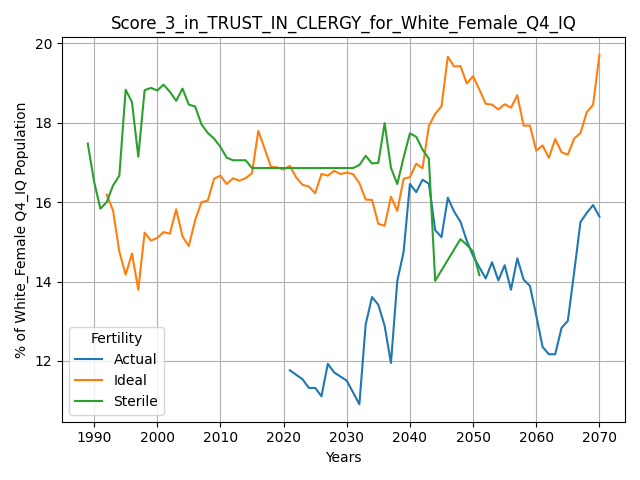 Score_3_in_TRUST_IN_CLERGY_for_White_Female_Q4_IQ
% of White_Female Q4_IQ Population
20
18
16
14
12
Fertility
Actual
Ideal
Sterile
1990 2000 2010 2020 2030 2040 2050 2060 2070
Years